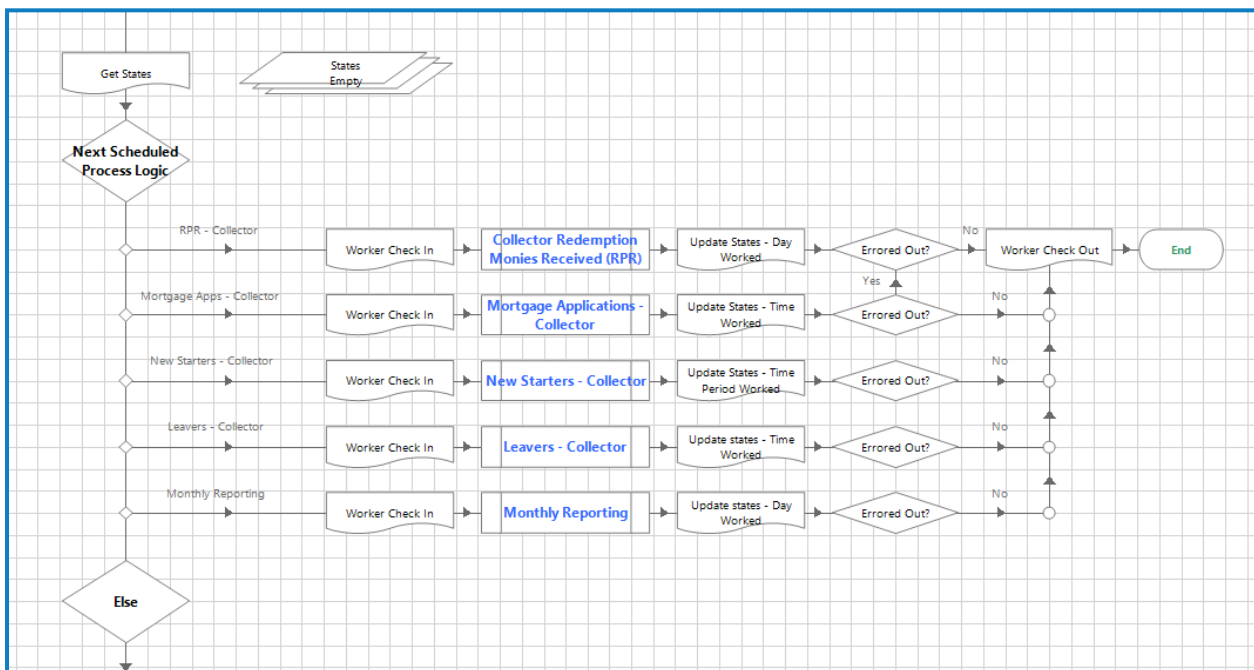 Get States
States
Empty
Next Scheduled
Process Logic
RPR - Collector
Worker Check In
Collector Redemption
Monies Received (RPR)
Update States - Day
Worked
Errored Out?
No
Worker Check Out
End
Mortgage Apps - Collector
Worker Check In
Mortgage Applications -
Collector
Update States - Time
Worked
Yes
Errored Out?
No
New Starters - Collector
Worker Check In
New Starters - Collector
Update States - Time
Period Worked
Errored Out?
No
Leavers - Collector
Worker Check In
Leavers - Collector
Update states - Time
Worked
Errored Out?
No
Monthly Reporting
Worker Check In
Monthly Reporting
Update states - Day
Worked
Errored Out?
No
Else